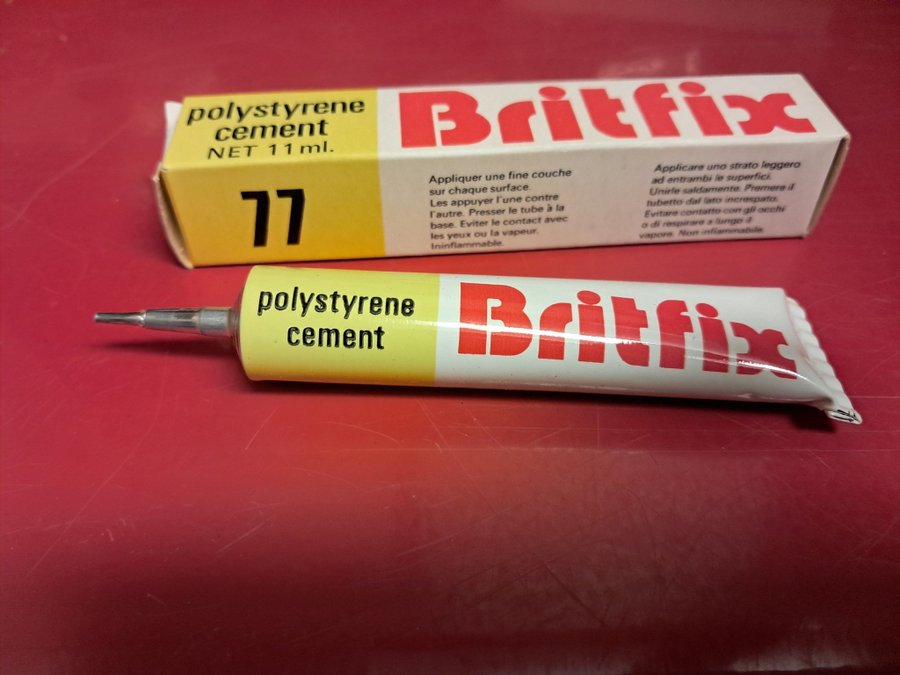 polystyrene
cement
NET 11 ml.
77
Britfix
Appliquer une fine couche
sur chaque surface.
Les appuyer l'une contre
l'autre. Presser le tube à la
base. Eviter le contact avec
les yeux ou la vapeur.
Ininflammable.
Applicare uno strato leggero
ad entrambi le superfici.
Unirle saldamente. Premere il
tubetto dal lato increspato.
Evitare contatto con gli occhi
o di respirare a lungo il
vapore. Non infiammabile.
polystyrene
cement
Britfix